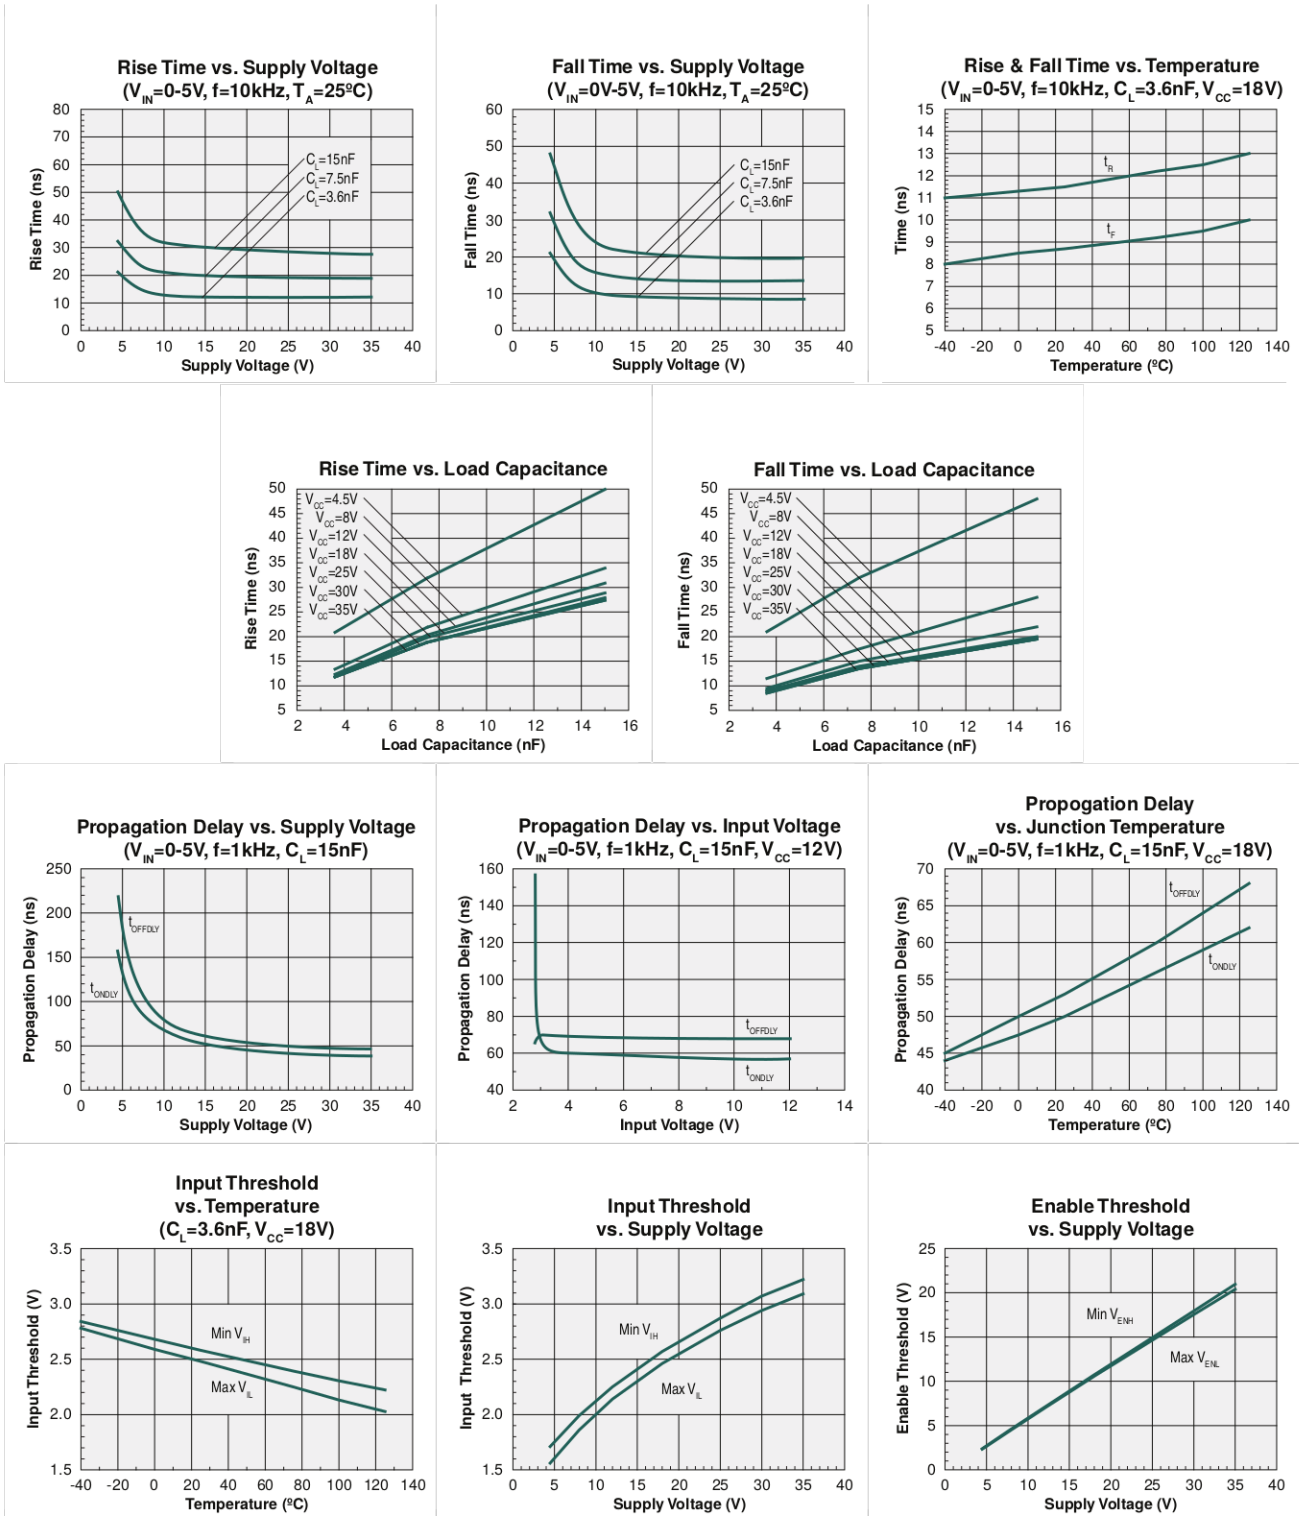 Rise Time vs. Supply Voltage
(VIN=0-5V, f=10kHz, TA=25ºC)
Rise Time (ns)
80
70
60
50
40
30
20
10
0
CL=15nF
CL=7.5nF
CL=3.6nF
0 5 10 15 20 25 30 35 40
Supply Voltage (V)
Fall Time vs. Supply Voltage
(VIN=0V-5V, f=10kHz, TA=25ºC)
Fall Time (ns)
60
50
40
30
20
10
0
CL=15nF
CL=7.5nF
CL=3.6nF
0 5 10 15 20 25 30 35 40
Supply Voltage (V)
Rise & Fall Time vs. Temperature
(VIN=0-5V, f=10kHz, CL=3.6nF, VCC=18V)
Time (ns)
15
14
13
12
11
10
9
8
7
6
5
tR
tF
-40 -20 0 20 40 60 80 100 120 140
Temperature (ºC)
Rise Time vs. Load Capacitance
Rise Time (ns)
50
45
40
35
30
25
20
15
10
5
VCC=4.5V
VCC=8V
VCC=12V
VCC=18V
VCC=25V
VCC=30V
VCC=35V
2 4 6 8 10 12 14 16
Load Capacitance (nF)
Fall Time vs. Load Capacitance
Fall Time (ns)
50
45
40
35
30
25
20
15
10
5
VCC=4.5V
VCC=8V
VCC=12V
VCC=18V
VCC=25V
VCC=30V
VCC=35V
2 4 6 8 10 12 14 16
Load Capacitance (nF)
Propagation Delay vs. Supply Voltage
(VIN=0-5V, f=1kHz, CL=15nF)
Propagation Delay (ns)
250
200
150
100
50
0
tOFFDLY
tONDLY
0 5 10 15 20 25 30 35 40
Supply Voltage (V)
Propagation Delay vs. Input Voltage
(VIN=0-5V, f=1kHz, CL=15nF, VCC=12V)
Propagation Delay (ns)
160
140
120
100
80
60
40
tOFFDLY
tONDLY
2 4 6 8 10 12 14
Input Voltage (V)
Propogation Delay
vs. Junction Temperature
(VIN=0-5V, f=1kHz, CL=15nF, VCC=18V)
Propagation Delay (ns)
70
65
60
55
50
45
40
tOFFDLY
tONDLY
-40 -20 0 20 40 60 80 100 120 140
Temperature (ºC)
Input Threshold
vs. Temperature
(CL=3.6nF, VCC=18V)
Input Threshold (V)
3.5
3.0
2.5
2.0
1.5
Min VIH
Max VIL
-40 -20 0 20 40 60 80 100 120 140
Temperature (ºC)
Input Threshold
vs. Supply Voltage
Input Threshold (V)
3.5
3.0
2.5
2.0
1.5
Min VIH
Max VIL
0 5 10 15 20 25 30 35 40
Supply Voltage (V)
Enable Threshold
vs. Supply Voltage
Enable Threshold (V)
25
20
15
10
5
0
Min VENH
Max VENL
0 5 10 15 20 25 30 35 40
Supply Voltage (V)